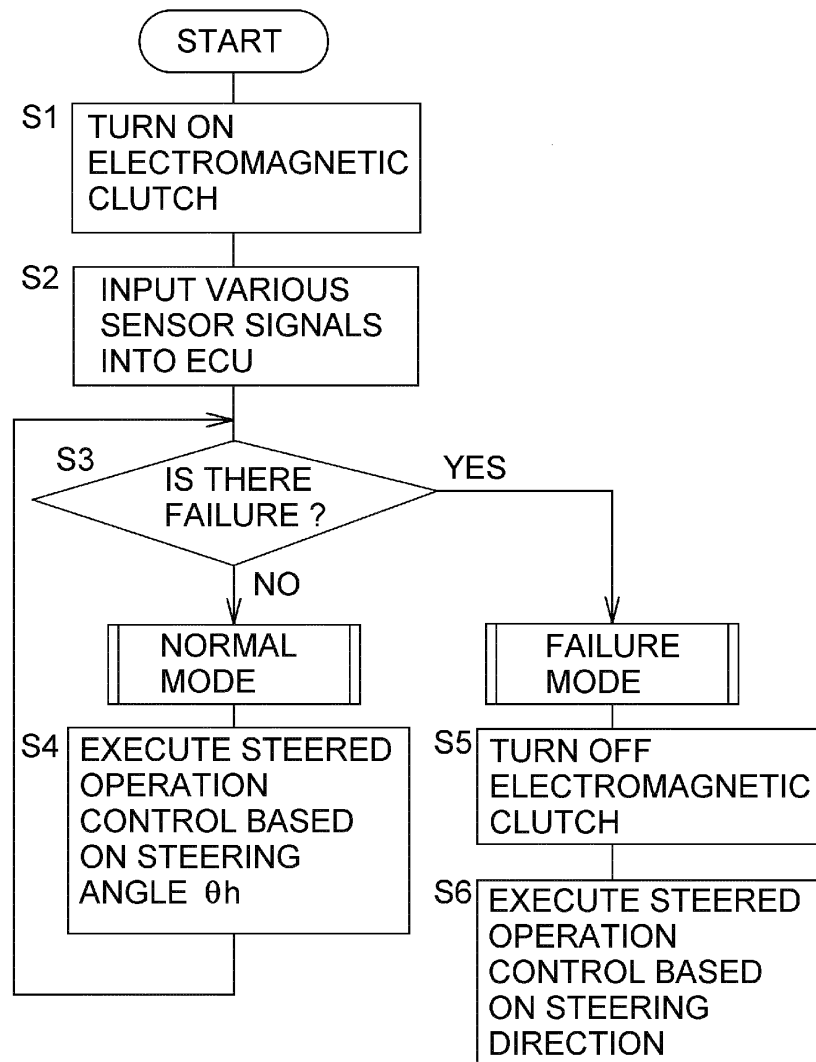 START
S1
TURN ON
ELECTROMAGNETIC
CLUTCH
S2
INPUT VARIOUS
SENSOR SIGNALS
INTO ECU
S3
IS THERE
FAILURE ?
YES
NO
NORMAL
MODE
FAILURE
MODE
S4
EXECUTE STEERED
OPERATION
CONTROL BASED
ON STEERING
ANGLE θh
S5
TURN OFF
ELECTROMAGNETIC
CLUTCH
S6
EXECUTE STEERED
OPERATION
CONTROL BASED
ON STEERING
DIRECTION